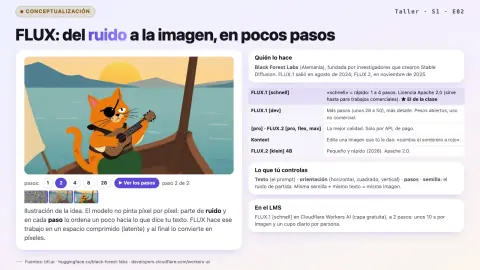 ★ CONCEPTUALIZACIÓN
Taller · S1 · E02
FLUX: del ruido a la imagen, en pocos pasos
pasos: 1 2 4 8 28 ▶ Ver los pasos paso 2 de 2
Ilustración de la idea. El modelo no pinta píxel por píxel: parte de ruido y
en cada paso lo ordena un poco hacia lo que dice tu texto. FLUX hace ese
trabajo en un espacio comprimido (latente) y al final lo convierte en
píxeles.
Quién lo hace
Black Forest Labs (Alemania), fundada por investigadores que crearon Stable
Diffusion. FLUX.1 salió en agosto de 2024; FLUX.2, en noviembre de 2025.
FLUX.1 [schnell] «schnell» = rápido: 1 a 4 pasos. Licencia Apache 2.0 (sirve
hasta para trabajos comerciales). ★ El de la clase
FLUX.1 [dev] Más pasos (unos 28 a 50), más detalle. Pesos abiertos, uso
no comercial.
[pro] · FLUX.2 [pro, flex, max] La mejor calidad. Solo por API, de pago.
Kontext Edita una imagen que tú le das: «cambia el sombrero a rojo».
FLUX.2 [klein] 4B Pequeño y rápido (2026). Apache 2.0.
Lo que tú controlas
Texto (el prompt) · orientación (horizontal, cuadrado, vertical) · pasos · semilla: el
ruido de partida. Misma semilla + mismo texto = misma imagen.
En el LMS
FLUX.1 [schnell] en Cloudflare Workers AI (capa gratuita), a 2 pasos: unos 10 s por
imagen y un cupo diario por persona.
Fuentes: bfl.ai · huggingface.co/black-forest-labs · developers.cloudflare.com/workers-ai